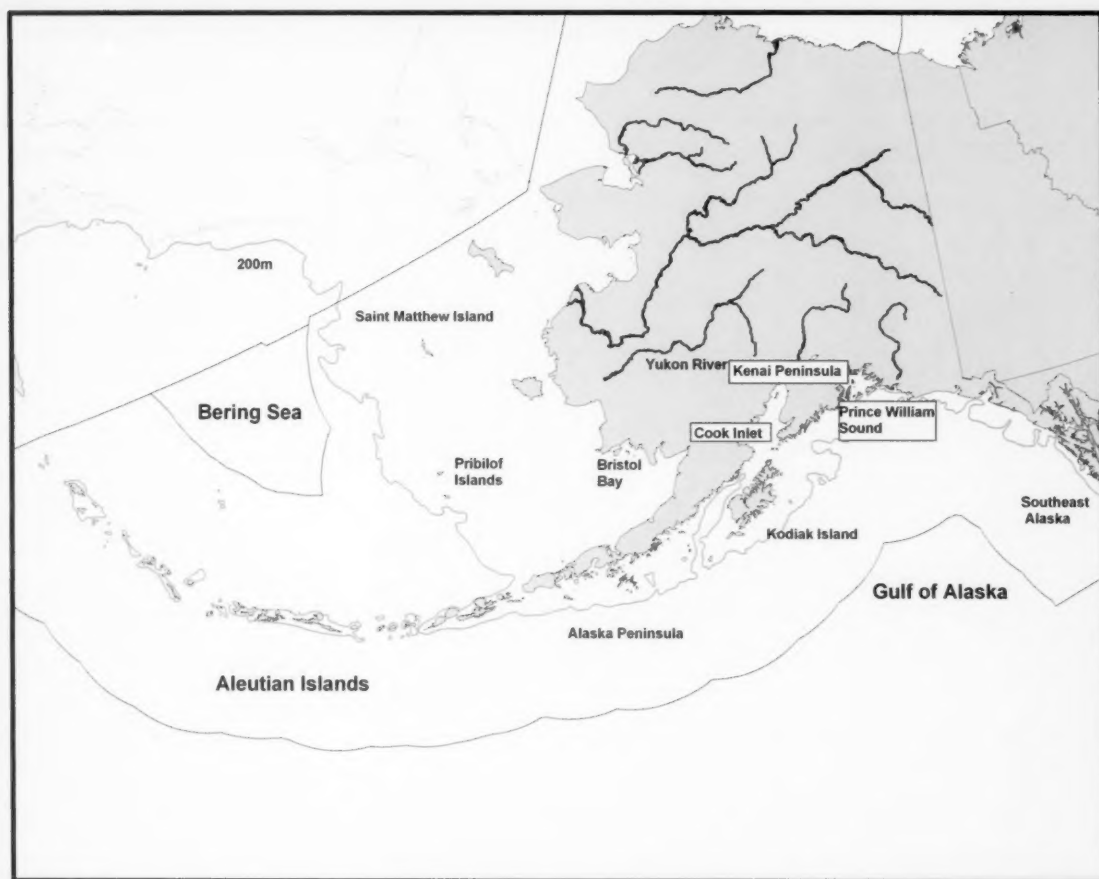 200m
Saint Matthew Island
Yukon River
Kenai Peninsula
Bering Sea
Prince William
Sound
Cook Inlet
Pribilof
Islands
Bristol
Bay
Southeast
Alaska
Kodiak Island
Gulf of Alaska
Alaska Peninsula
Aleutian Islands